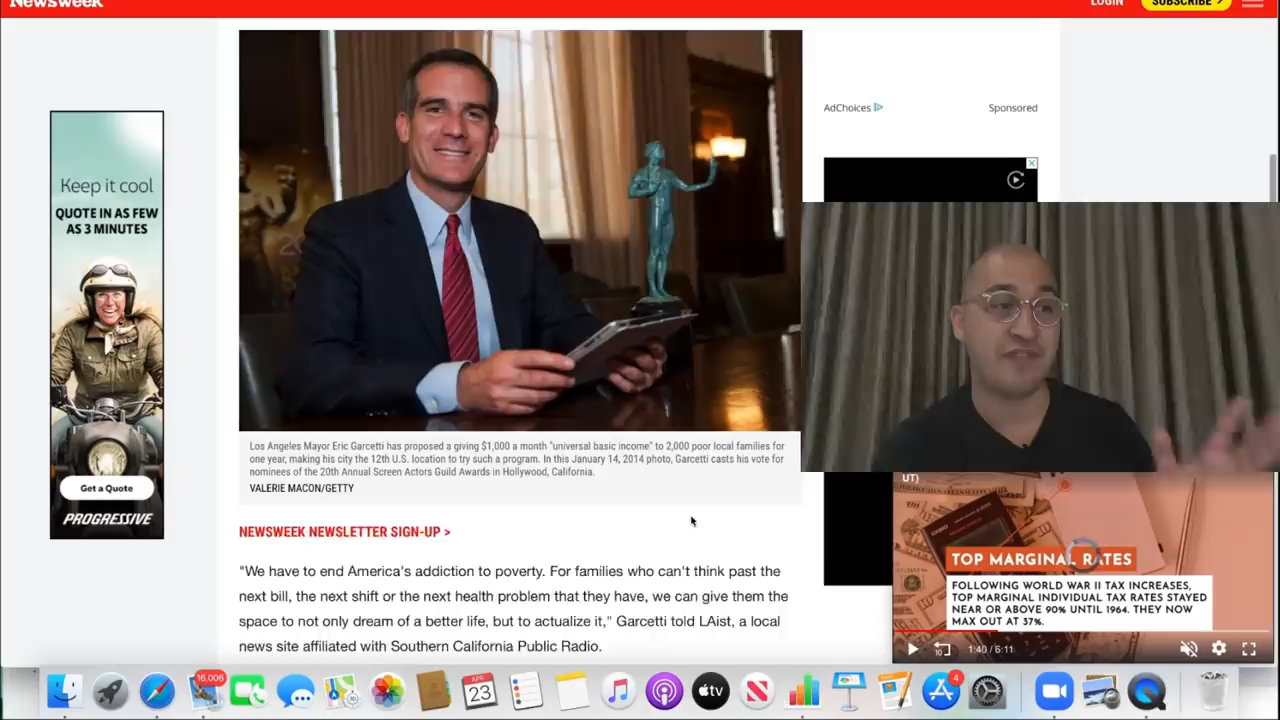 Newsweek
LOGIN
SUBSCRIBE >
AdChoices
Sponsored
Keep it cool
QUOTE IN AS FEW
AS 3 MINUTES
Get a Quote
PROGRESSIVE
Los Angeles Mayor Eric Garcetti has proposed a giving $1,000 a month "universal basic income" to 2,000 poor local families for
one year, making his city the 12th U.S. location to try such a program. In this January 14, 2014 photo, Garcetti casts his vote for
nominees of the 20th Annual Screen Actors Guild Awards in Hollywood, California.
VALERIE MACON/GETTY
NEWSWEEK NEWSLETTER SIGN-UP >
"We have to end America's addiction to poverty. For families who can't think past the
next bill, the next shift or the next health problem that they have, we can give them the
space to not only dream of a better life, but to actualize it," Garcetti told LAist, a local
news site affiliated with Southern California Public Radio.
UT)
CASIO
TOP MARGINAL RATES
FOLLOWING WORLD WAR II TAX INCREASES,
TOP MARGINAL INDIVIDUAL TAX RATES STAYED
NEAR OR ABOVE 90% UNTIL 1964. THEY NOW
MAX OUT AT 37%.
1:40 / 6:11
10
16,006
APR
23
tv
4